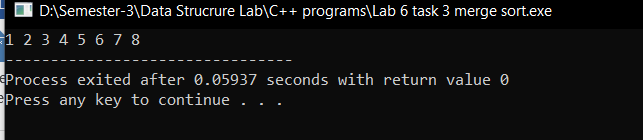 D:\Semester-3\Data Strucrure Lab\C++ programs\Lab 6 task 3 merge sort.exe
1 2 3 4 5 6 7 8
--------------------------------
Process exited after 0.05937 seconds with return value 0
Press any key to continue . . .